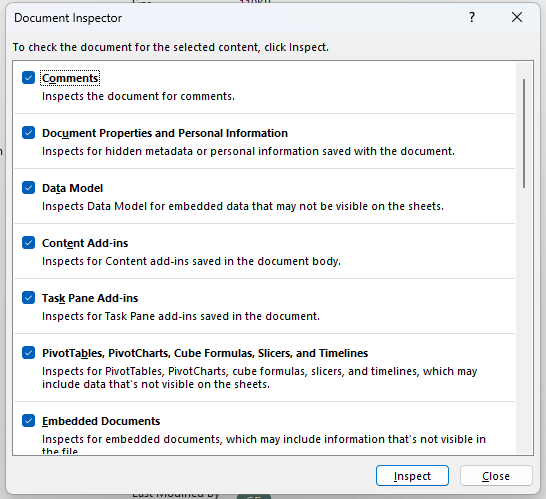 Document Inspector
?
To check the document for the selected content, click Inspect.
Comments
Inspects the document for comments.
Document Properties and Personal Information
Inspects for hidden metadata or personal information saved with the document.
Data Model
Inspects Data Model for embedded data that may not be visible on the sheets.
Content Add-ins
Inspects for Content add-ins saved in the document body.
Task Pane Add-ins
Inspects for Task Pane add-ins saved in the document.
PivotTables, PivotCharts, Cube Formulas, Slicers, and Timelines
Inspects for PivotTables, PivotCharts, cube formulas, slicers, and timelines, which may
include data that's not visible on the sheets.
Embedded Documents
Inspects for embedded documents, which may include information that's not visible in
the file.
Inspect
Close
Last Modified By